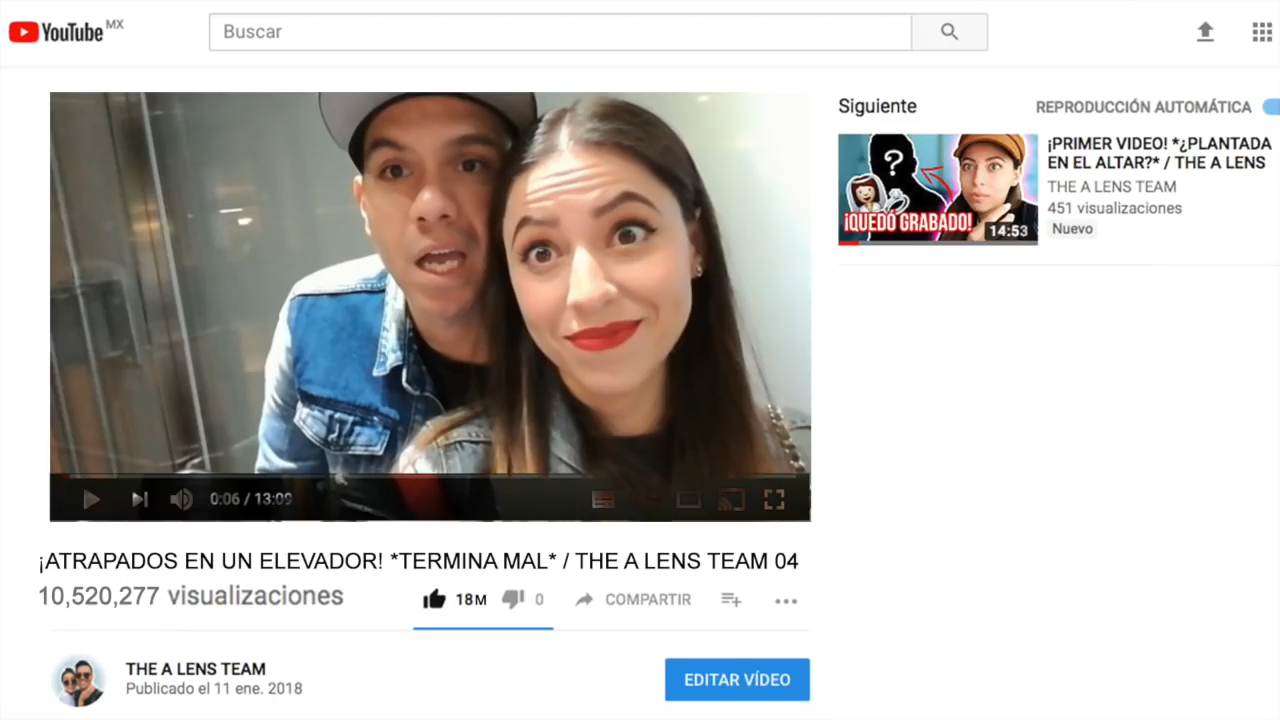 YouTube MX
Buscar
Siguiente
REPRODUCCIÓN AUTOMÁTICA
¡QUEDÓ GRABADO!
?
14:53
¡PRIMER VIDEO! *¿PLANTADA
EN EL ALTAR?* / THE A LENS
THE A LENS TEAM
451 visualizaciones
Nuevo
0:06 / 13:09
¡ATRAPADOS EN UN ELEVADOR! *TERMINA MAL* / THE A LENS TEAM 04
10,520,277 visualizaciones
18M
0
COMPARTIR
THE A LENS TEAM
Publicado el 11 ene. 2018
EDITAR VÍDEO